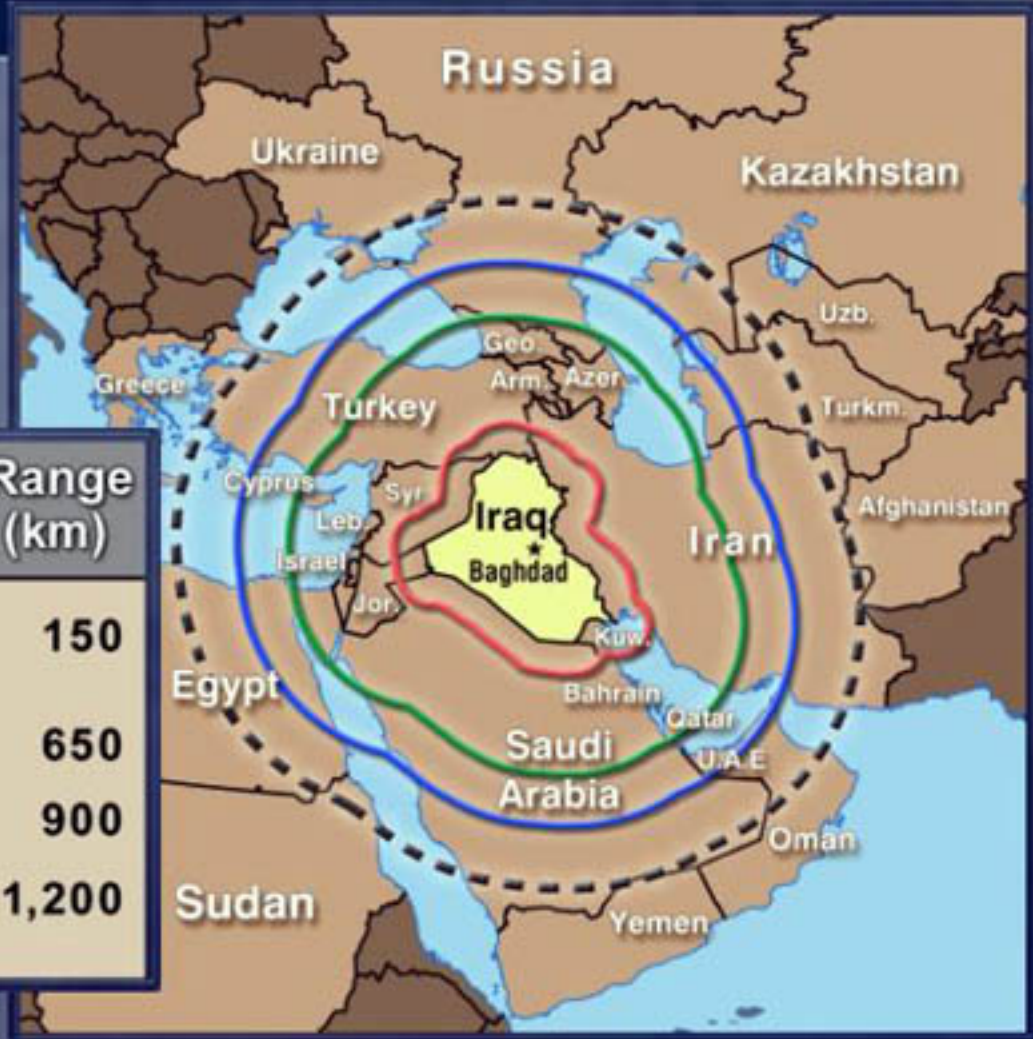 Russia
Ukraine
Kazakhstan
Uzb.
Geo.
Greece
Arm.
Azer.
Turkey
Turkm.
Range
(km)
Cyprus
Syr.
Afghanistan
Iraq
Leb.
Iran
Israel
Baghdad
Jor.
150
Kuw.
Egypt
Bahrain
Qatar
650
Saudi
U.A.E
Arabia
900
Oman
1,200
Sudan
Yemen